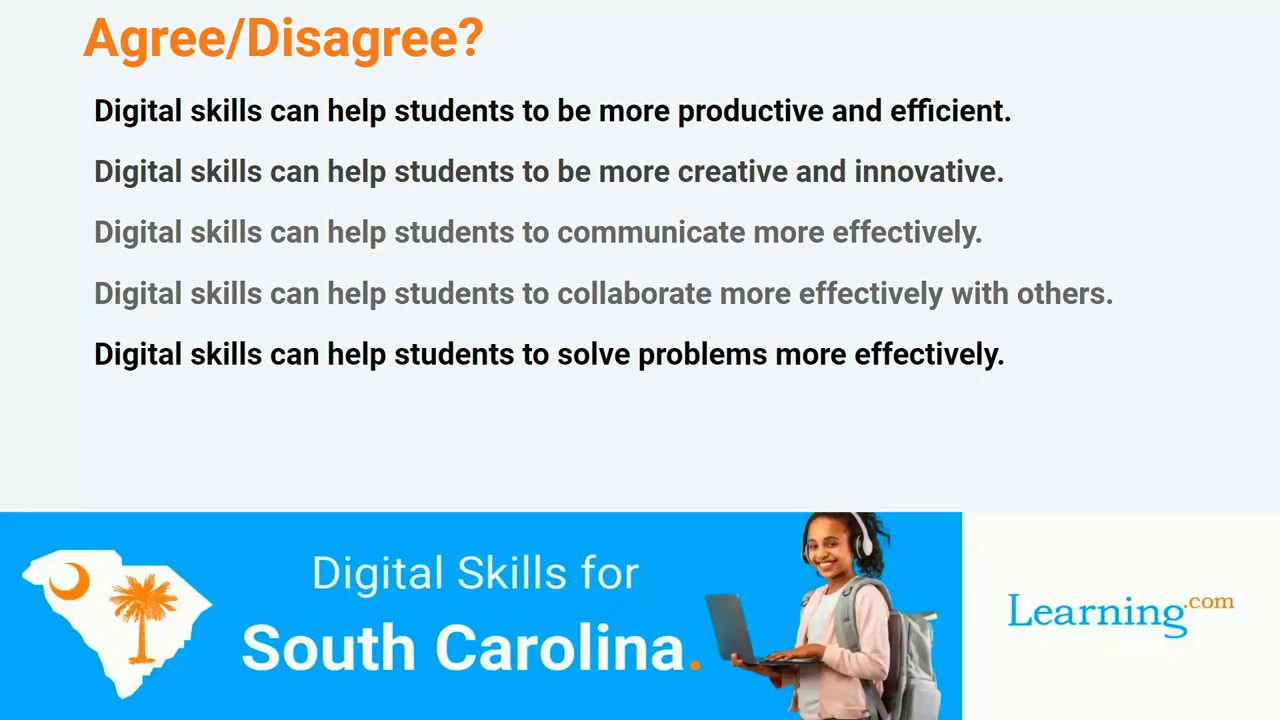 Agree/Disagree?
Digital skills can help students to be more productive and efficient.
Digital skills can help students to be more creative and innovative.
Digital skills can help students to communicate more effectively.
Digital skills can help students to collaborate more effectively with others.
Digital skills can help students to solve problems more effectively.
Digital Skills for
South Carolina.
Learning.com